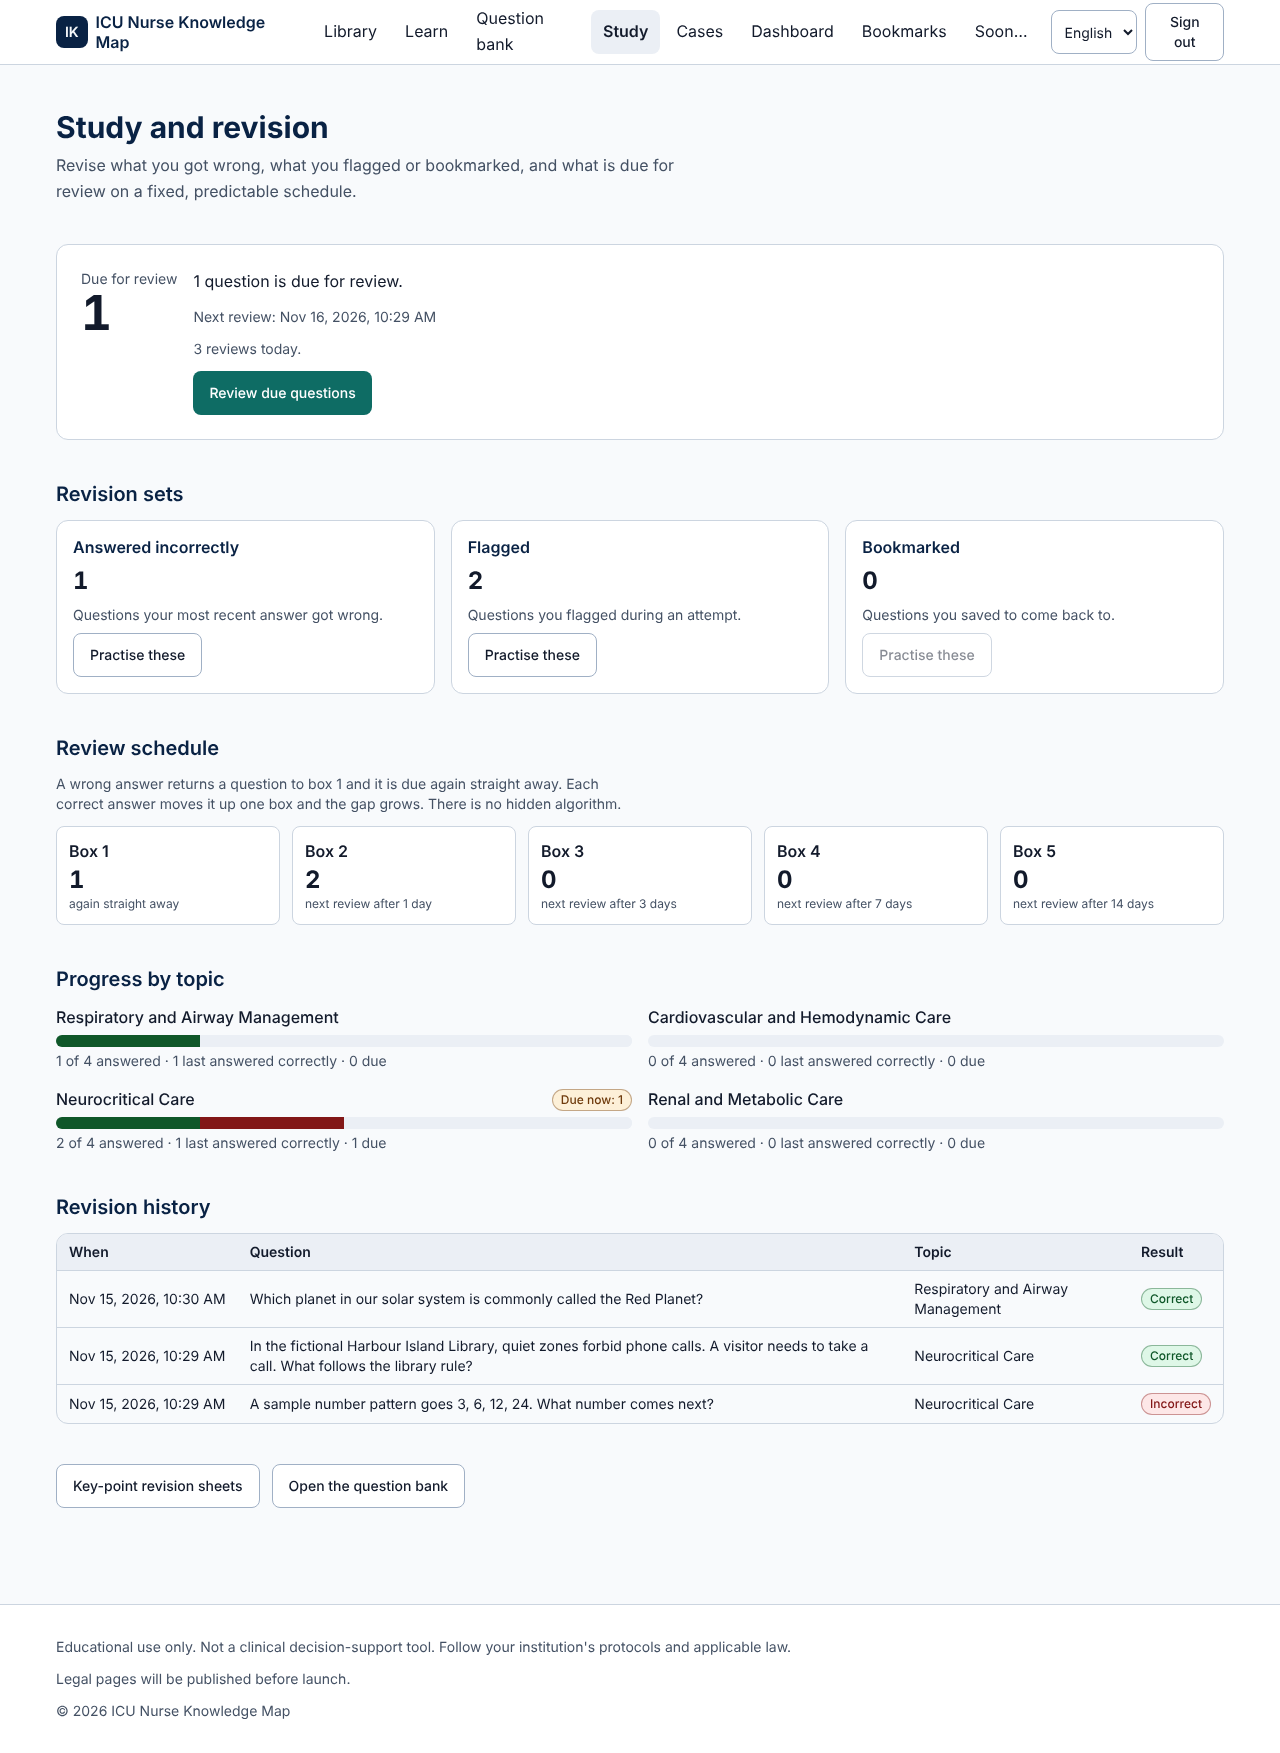 IK
ICU Nurse Knowledge
Map
Library
Learn
Question
bank
Study
Cases
Dashboard
Bookmarks
Soon...
English
Sign
out
Study and revision
Revise what you got wrong, what you flagged or bookmarked, and what is due for
review on a fixed, predictable schedule.
Due for review
1
1 question is due for review.
Next review: Nov 16, 2026, 10:29 AM
3 reviews today.
Review due questions
Revision sets
Answered incorrectly
1
Questions your most recent answer got wrong.
Practise these
Flagged
2
Questions you flagged during an attempt.
Practise these
Bookmarked
0
Questions you saved to come back to.
Practise these
Review schedule
A wrong answer returns a question to box 1 and it is due again straight away. Each
correct answer moves it up one box and the gap grows. There is no hidden algorithm.
Box 1
1
again straight away
Box 2
2
next review after 1 day
Box 3
0
next review after 3 days
Box 4
0
next review after 7 days
Box 5
0
next review after 14 days
Progress by topic
Respiratory and Airway Management
1 of 4 answered · 1 last answered correctly · 0 due
Cardiovascular and Hemodynamic Care
0 of 4 answered · 0 last answered correctly · 0 due
Neurocritical Care
Due now: 1
2 of 4 answered · 1 last answered correctly · 1 due
Renal and Metabolic Care
0 of 4 answered · 0 last answered correctly · 0 due
Revision history
When Question Topic Result
Nov 15, 2026, 10:30 AM Which planet in our solar system is commonly called the Red Planet? Respiratory and Airway
Management
Correct
Nov 15, 2026, 10:29 AM In the fictional Harbour Island Library, quiet zones forbid phone calls. A visitor needs to take a
call. What follows the library rule?
Neurocritical Care Correct
Nov 15, 2026, 10:29 AM A sample number pattern goes 3, 6, 12, 24. What number comes next? Neurocritical Care Incorrect
Key-point revision sheets
Open the question bank
Educational use only. Not a clinical decision-support tool. Follow your institution's protocols and applicable law.
Legal pages will be published before launch.
© 2026 ICU Nurse Knowledge Map